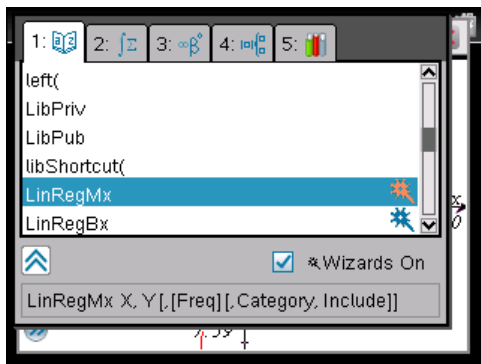 1: 2: ∫Σ 3: ∞β° 4: 5:
left(
LibPriv
LibPub
libShortcut(
LinRegMx
LinRegBx
Wizards On
LinRegMx X, Y[,[Freq][,Category, Include]]